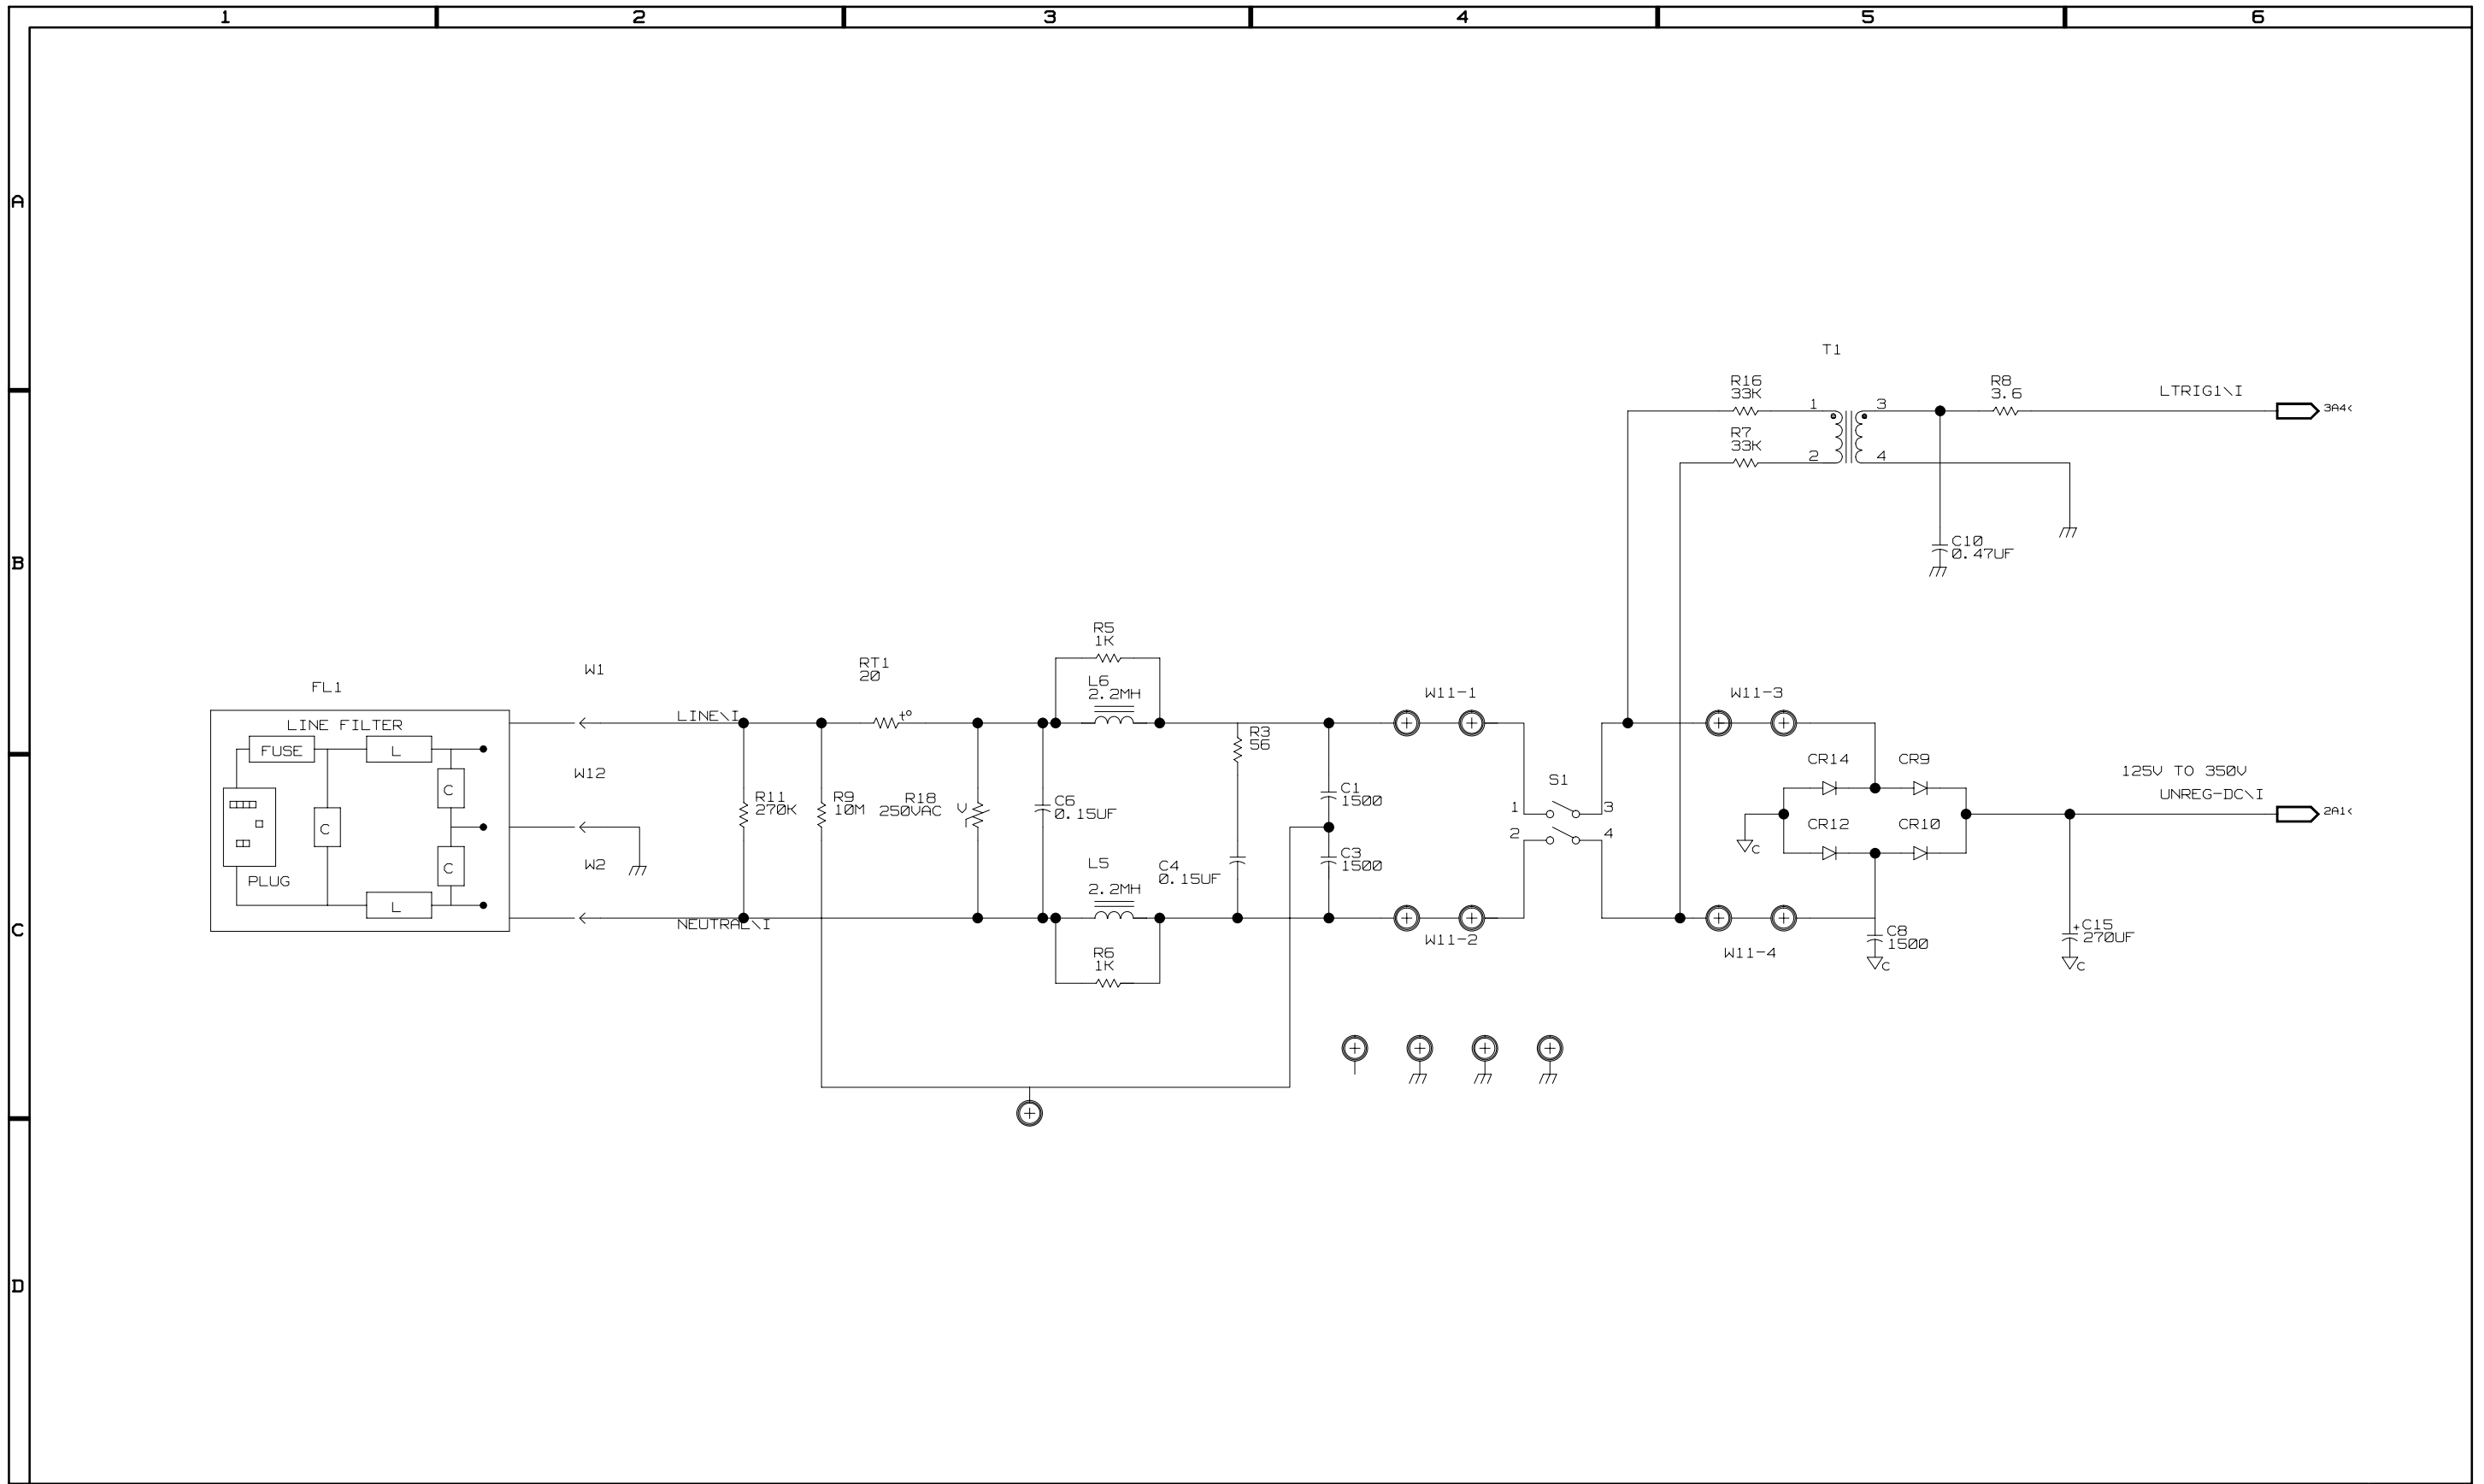 1 2 3 4 5 6
A
T1
R16
33K
R8
3.6
LTRIG1\I
1 3
3A4<
R7
33K
2 4
B
C10
0.47UF
R5
1K
W1
RT1
20
FL1
L6
2.2MH
W11-1
W11-3
LINE\I
t°
LINE FILTER
FUSE
L
R3
56
W12
CR14
CR9
125V TO 350V
S1
C
R11
270K
R9
10M
R18
250VAC
V
C6
0.15UF
C1
1500
UNREG-DC\I
1 3
2A1<
C
CR12
CR10
2 4
C
C3
1500
W2
L5
C4
0.15UF
C
PLUG
2.2MH
L
NEUTRAL\I
C
W11-2
C8
1500
+
C15
270UF
R6
1K
W11-4
C
C
D